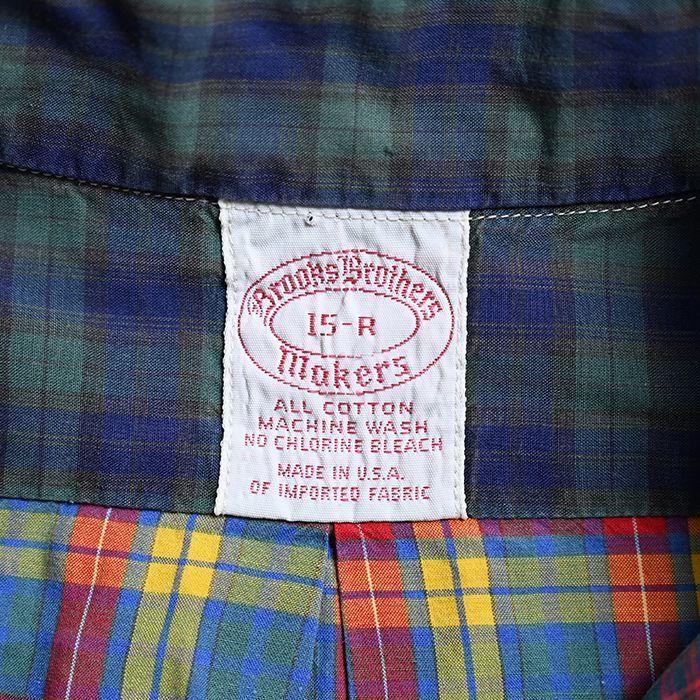 Brooks Brothers
15-R
Makers
ALL COTTON
MACHINE WASH
NO CHLORINE BLEACH
MADE IN U.S.A.
OF IMPORTED FABRIC